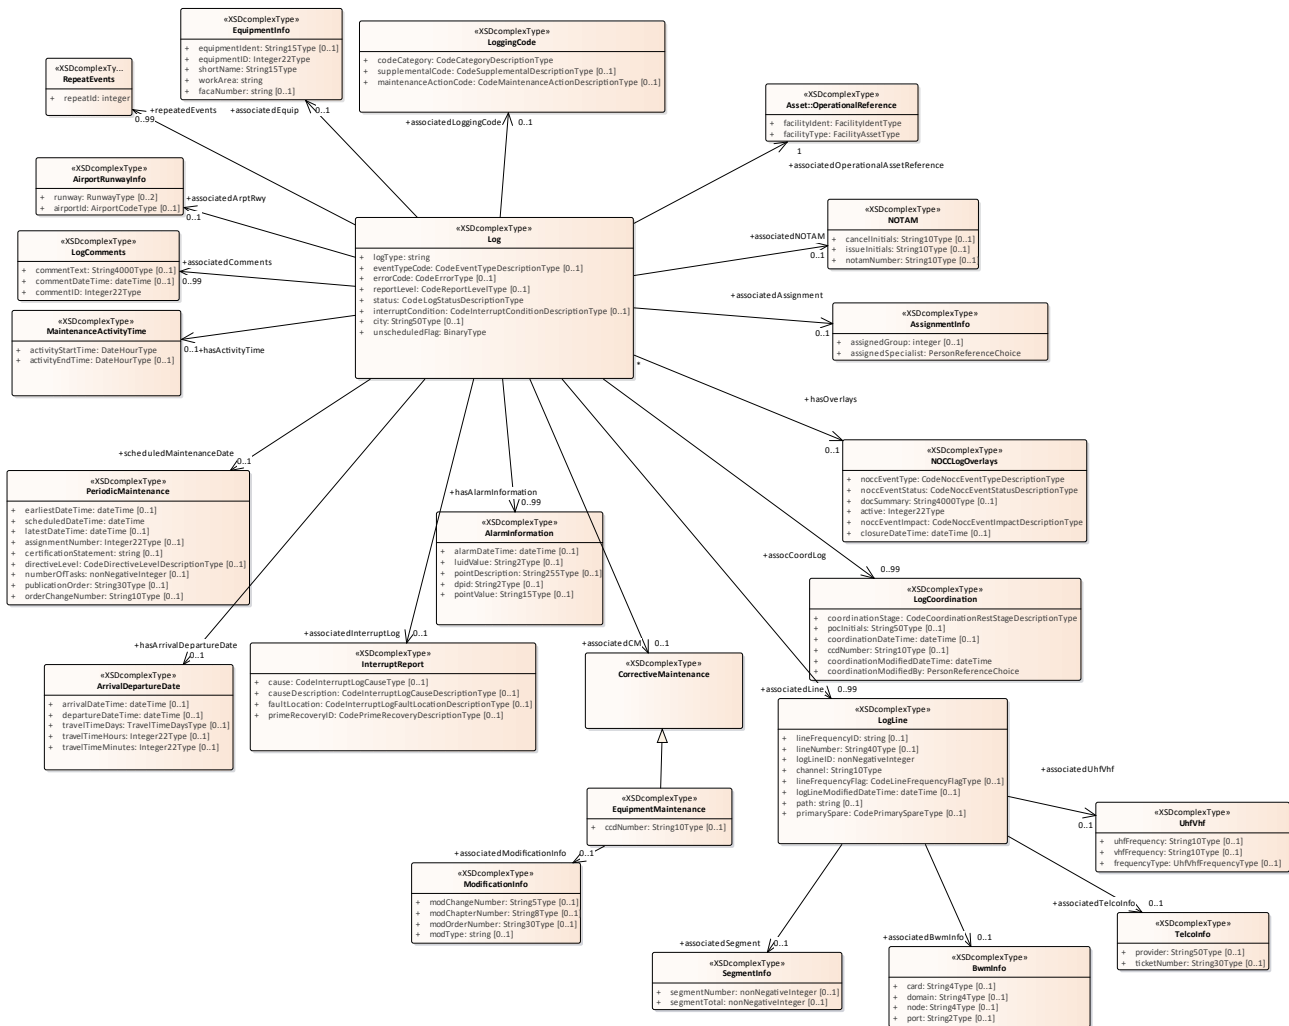 «XSDcomplexType»
EquipmentInfo
+ equipmentIdent: String15Type [0..1]
+ equipmentID: Integer22Type
+ shortName: String15Type
+ workArea: string
+ facaNumber: string [0..1]
«XSDcomplexType»
LoggingCode
+ codeCategory: CodeCategoryDescriptionType
+ supplementalCode: CodeSupplementalDescriptionType [0..1]
+ maintenanceActionCode: CodeMaintenanceActionDescriptionType [0..1]
«XSDcomplexTy...
RepeatEvents
+ repeatId: integer
«XSDcomplexType»
Asset::OperationalReference
+ facilityIdent: FacilityIdentType
+ facilityType: FacilityAssetType
+repeatedEvents
0..99
+associatedEquip
0..1
+associatedLoggingCode
0..1
1
+associatedOperationalAssetReference
«XSDcomplexType»
AirportRunwayInfo
+ runway: RunwayType [0..2]
+ airportId: AirportCodeType [0..1]
+associatedArptRwy
0..1
«XSDcomplexType»
NOTAM
+ cancelInitials: String10Type [0..1]
+ issueInitials: String10Type [0..1]
+ notamNumber: String10Type [0..1]
+associatedNOTAM
0..1
«XSDcomplexType»
Log
+ logType: string
+ eventTypeCode: CodeEventTypeDescriptionType [0..1]
+ errorCode: CodeErrorType [0..1]
+ reportLevel: CodeReportLevelType [0..1]
+ status: CodeLogStatusDescriptionType
+ interruptCondition: CodeInterruptConditionDescriptionType [0..1]
+ city: String50Type [0..1]
+ unscheduledFlag: BinaryType
«XSDcomplexType»
LogComments
+ commentText: String4000Type [0..1]
+ commentDateTime: dateTime [0..1]
+ commentID: Integer22Type
+associatedComments
0..99
«XSDcomplexType»
MaintenanceActivityTime
+ activityStartTime: DateHourType
+ activityEndTime: DateHourType [0..1]
0..1
+hasActivityTime
+associatedAssignment
0..1
«XSDcomplexType»
AssignmentInfo
+ assignedGroup: integer [0..1]
+ assignedSpecialist: PersonReferenceChoice
*
+hasOverlays
0..1
«XSDcomplexType»
NOCCLogOverlays
+ noccEventType: CodeNoccEventTypeDescriptionType
+ noccEventStatus: CodeNoccEventStatusDescriptionType
+ docSummary: String4000Type [0..1]
+ active: Integer22Type
+ noccEventImpact: CodeNoccEventImpactDescriptionType
+ closureDateTime: dateTime [0..1]
+scheduledMaintenanceDate
0..1
«XSDcomplexType»
PeriodicMaintenance
+ earliestDateTime: dateTime [0..1]
+ scheduledDateTime: dateTime
+ latestDateTime: dateTime [0..1]
+ assignmentNumber: Integer22Type [0..1]
+ certificationStatement: string [0..1]
+ directiveLevel: CodeDirectiveLevelDescriptionType [0..1]
+ numberOfTasks: nonNegativeInteger [0..1]
+ publicationOrder: String30Type [0..1]
+ orderChangeNumber: String10Type [0..1]
+hasAlarmInformation
0..99
«XSDcomplexType»
AlarmInformation
+ alarmDateTime: dateTime [0..1]
+ luidValue: String2Type [0..1]
+ pointDescription: String255Type [0..1]
+ dpid: String2Type [0..1]
+ pointValue: String15Type [0..1]
+assocCoordLog
0..99
«XSDcomplexType»
LogCoordination
+ coordinationStage: CodeCoordinationRestStageDescriptionType
+ pocInitials: String50Type [0..1]
+ coordinationDateTime: dateTime [0..1]
+ ccdNumber: String10Type [0..1]
+ coordinationModifiedDateTime: dateTime
+ coordinationModifiedBy: PersonReferenceChoice
+hasArrivalDepartureDate
0..1
«XSDcomplexType»
ArrivalDepartureDate
+ arrivalDateTime: dateTime [0..1]
+ departureDateTime: dateTime [0..1]
+ travelTimeDays: TravelTimeDaysType [0..1]
+ travelTimeHours: Integer22Type [0..1]
+ travelTimeMinutes: Integer22Type [0..1]
+associatedInterruptLog
0..1
«XSDcomplexType»
InterruptReport
+ cause: CodeInterruptLogCauseType [0..1]
+ causeDescription: CodeInterruptLogCauseDescriptionType [0..1]
+ faultLocation: CodeInterruptLogFaultLocationDescriptionType [0..1]
+ primeRecoveryID: CodePrimeRecoveryDescriptionType [0..1]
+associatedCM
0..1
«XSDcomplexType»
CorrectiveMaintenance
+associatedLine
0..99
«XSDcomplexType»
LogLine
+ lineFrequencyID: string [0..1]
+ lineNumber: String40Type [0..1]
+ logLineID: nonNegativeInteger
+ channel: String10Type
+ lineFrequencyFlag: CodeLineFrequencyFlagType [0..1]
+ logLineModifiedDateTime: dateTime [0..1]
+ path: string [0..1]
+ primarySpare: CodePrimarySpareType [0..1]
«XSDcomplexType»
EquipmentMaintenance
+ ccdNumber: String10Type [0..1]
+associatedModificationInfo
0..1
«XSDcomplexType»
ModificationInfo
+ modChangeNumber: String5Type [0..1]
+ modChapterNumber: String8Type [0..1]
+ modOrderNumber: String30Type [0..1]
+ modType: string [0..1]
+associatedUhfVhf
0..1
«XSDcomplexType»
UhfVhf
+ uhfFrequency: String10Type [0..1]
+ vhfFrequency: String10Type [0..1]
+ frequencyType: UhfVhfFrequencyType [0..1]
+associatedTelcoInfo
0..1
«XSDcomplexType»
TelcoInfo
+ provider: String50Type [0..1]
+ ticketNumber: String30Type [0..1]
+associatedSegment
0..1
«XSDcomplexType»
SegmentInfo
+ segmentNumber: nonNegativeInteger [0..1]
+ segmentTotal: nonNegativeInteger [0..1]
+associatedBwmInfo
0..1
«XSDcomplexType»
BwmInfo
+ card: String4Type [0..1]
+ domain: String4Type [0..1]
+ node: String4Type [0..1]
+ port: String2Type [0..1]